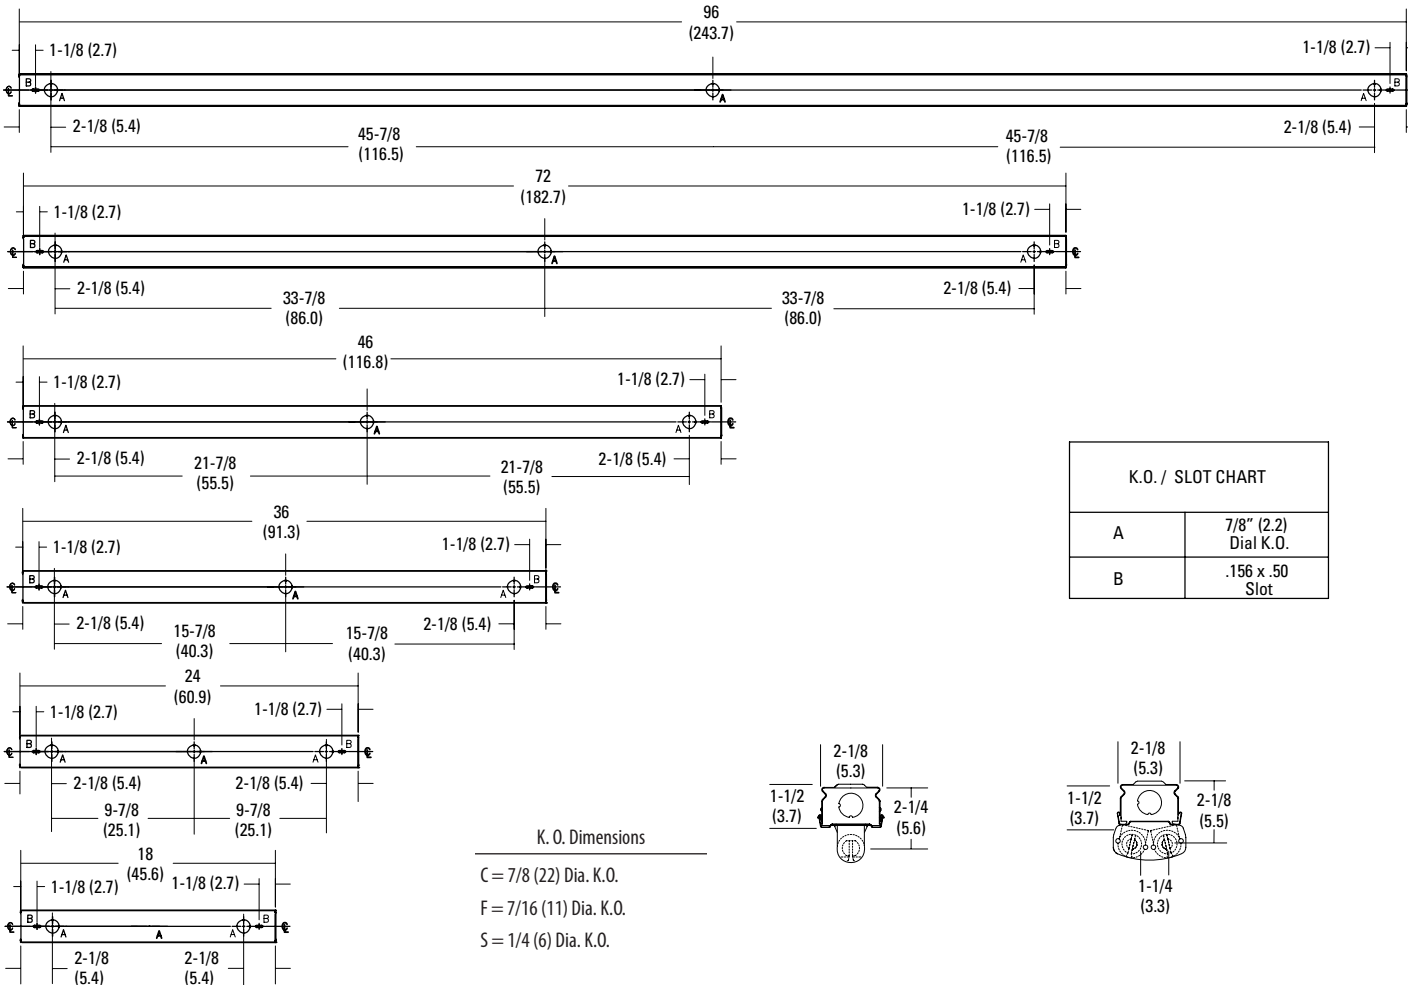 96
(243.7)
1-1/8 (2.7)
1-1/8 (2.7)
B
A
A
A
B
2-1/8 (5.4)
45-7/8
(116.5)
45-7/8
(116.5)
2-1/8 (5.4)
72
(182.7)
1-1/8 (2.7)
1-1/8 (2.7)
B
A
A
A
B
2-1/8 (5.4)
33-7/8
(86.0)
33-7/8
(86.0)
2-1/8 (5.4)
46
(116.8)
1-1/8 (2.7)
1-1/8 (2.7)
B
A
A
A
B
2-1/8 (5.4)
21-7/8
(55.5)
21-7/8
(55.5)
2-1/8 (5.4)
36
(91.3)
1-1/8 (2.7)
1-1/8 (2.7)
B
A
A
A
B
2-1/8 (5.4)
15-7/8
(40.3)
15-7/8
(40.3)
2-1/8 (5.4)
24
(60.9)
1-1/8 (2.7)
1-1/8 (2.7)
B
A
A
A
B
2-1/8 (5.4)
2-1/8 (5.4)
9-7/8
(25.1)
9-7/8
(25.1)
18
(45.6)
1-1/8 (2.7)
1-1/8 (2.7)
B
A
A
A
B
2-1/8
(5.4)
2-1/8
(5.4)
K.O. / SLOT CHART
A
7/8" (2.2)
Dial K.O.
B
.156 x .50
Slot
K. O. Dimensions
C = 7/8 (22) Dia. K.O.
F = 7/16 (11) Dia. K.O.
S = 1/4 (6) Dia. K.O.
2-1/8
(5.3)
1-1/2
(3.7)
2-1/4
(5.6)
2-1/8
(5.3)
1-1/2
(3.7)
2-1/8
(5.5)
1-1/4
(3.3)